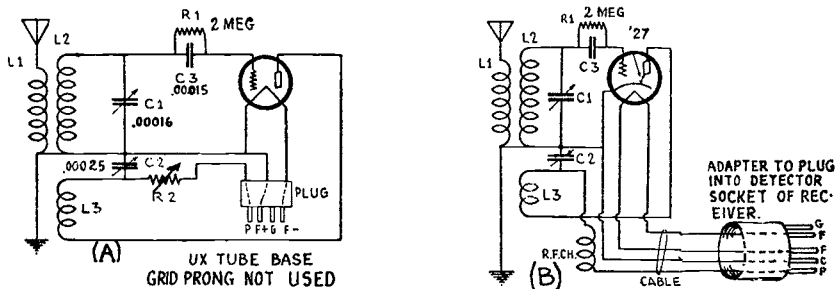 R1
2 MEG
L2
L1
C3
.00015
C1
.00016
.00025
C2
R2
L3
PLUG
P F+ G F-
(A)
UX TUBE BASE
GRID PRONG NOT USED
R1 2 MEG
'27
L2
L1
C3
C1
C2
L3
R.F.CH.
(B)
CABLE
ADAPTER TO PLUG
INTO DETECTOR
SOCKET OF REC-
EIVER.
G
F
F
C
P